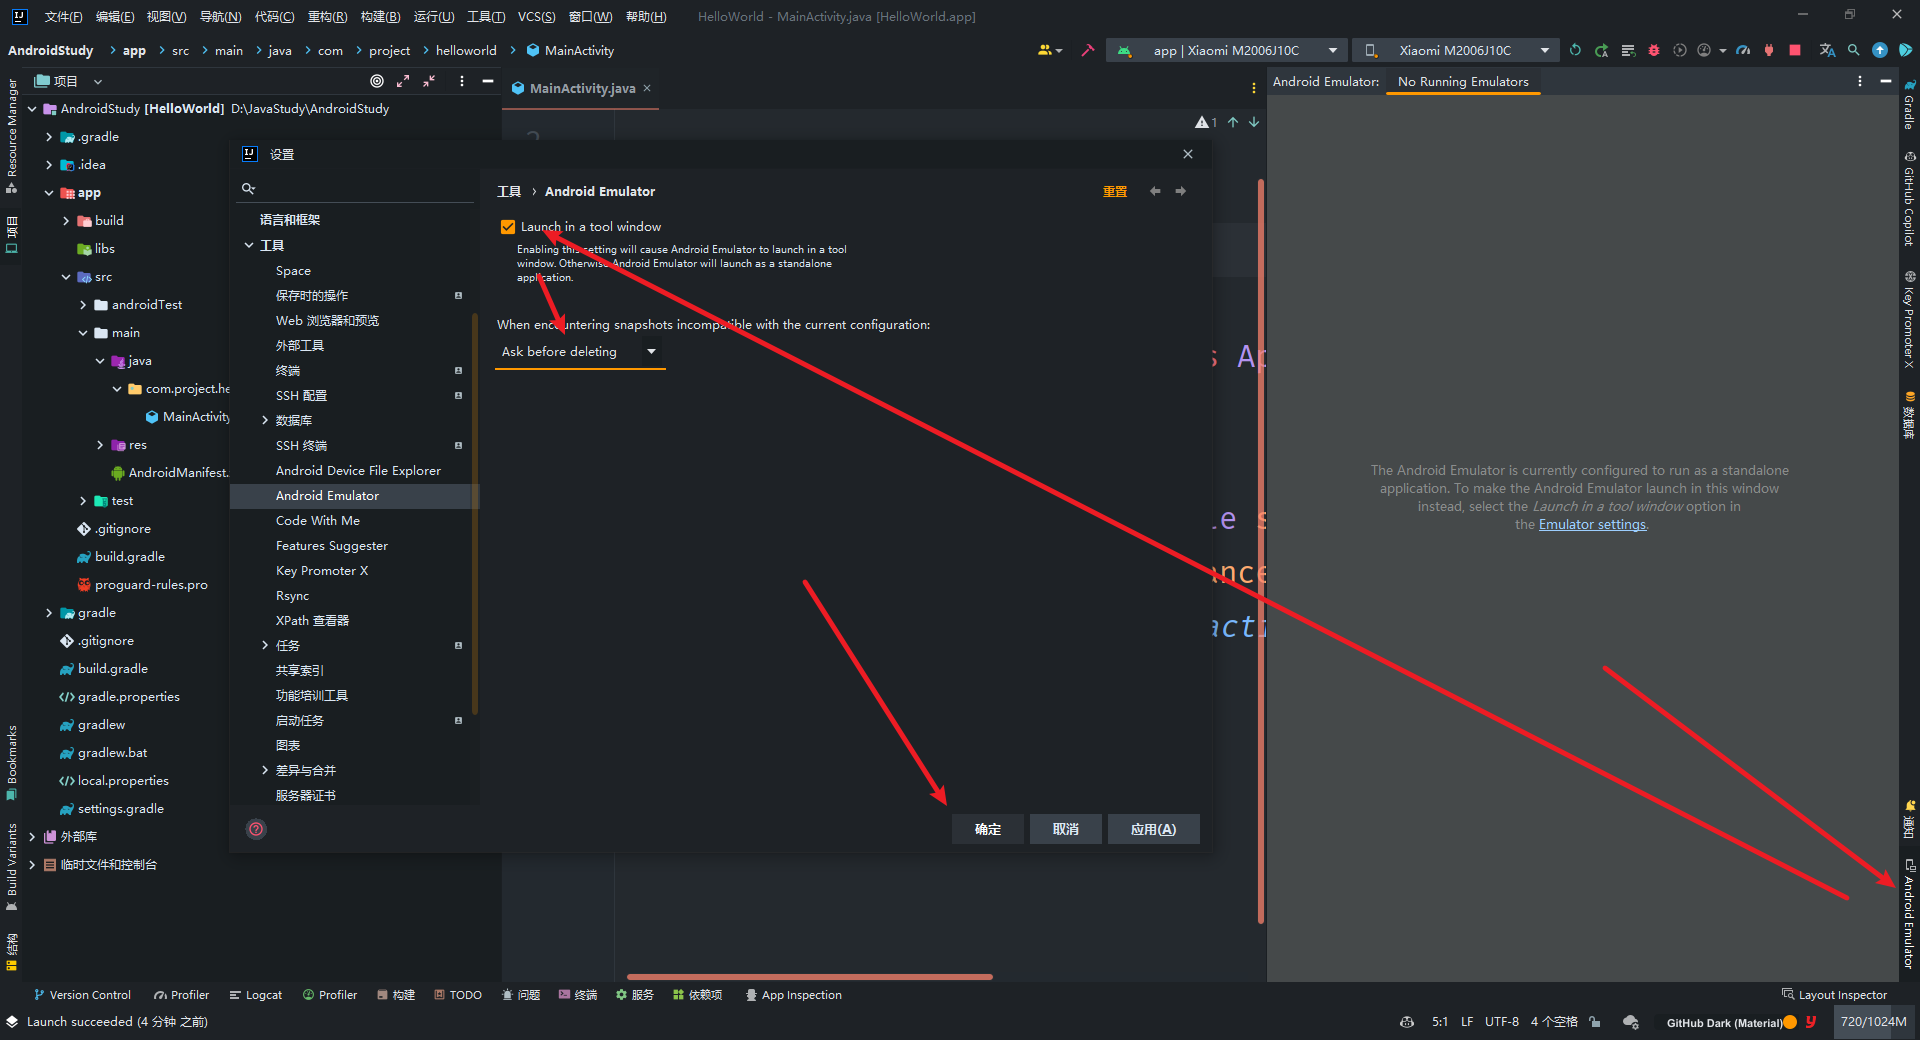 文件(F) 编辑(E) 视图(V) 导航(N) 代码(C) 重构(R) 构建(B) 运行(U) 工具(T) VCS(S) 窗口(W) 帮助(H) HelloWorld - MainActivity.java [HelloWorld.app]
AndroidStudy app src main java com project helloworld MainActivity
app | Xiaomi M2006J10C
Xiaomi M2006J10C
项目
MainActivity.java
Android Emulator: No Running Emulators
Resource Manager
项目
Bookmarks
Build Variants
结构
AndroidStudy [HelloWorld] D:\JavaStudy\AndroidStudy
.gradle
.idea
app
build
libs
src
androidTest
main
java
com.project.he
MainActivity
res
AndroidManifest.
test
.gitignore
build.gradle
proguard-rules.pro
gradle
.gitignore
build.gradle
gradle.properties
gradlew
gradlew.bat
local.properties
settings.gradle
外部库
临时文件和控制台
1
设置
语言和框架
工具
Space
保存时的操作
Web 浏览器和预览
外部工具
终端
SSH 配置
数据库
SSH 终端
Android Device File Explorer
Android Emulator
Code With Me
Features Suggester
Key Promoter X
Rsync
XPath 查看器
任务
共享索引
功能培训工具
启动任务
图表
差异与合并
服务器证书
工具 › Android Emulator
重置
Launch in a tool window
Enabling this setting will cause Android Emulator to launch in a tool
window. Otherwise Android Emulator will launch as a standalone
application.
When encountering snapshots incompatible with the current configuration:
Ask before deleting
确定 取消 应用(A)
The Android Emulator is currently configured to run as a standalone
application. To make the Android Emulator launch in this window
instead, select the Launch in a tool window option in
the Emulator settings.
Gradle
GitHub Copilot
Key Promoter X
数据库
通知
Android Emulator
Version Control Profiler Logcat Profiler 构建 TODO 问题 终端 服务 依赖项 App Inspection Layout Inspector
Launch succeeded (4 分钟 之前)
5:1 LF UTF-8 4 个空格 GitHub Dark (Material) 720/1024M